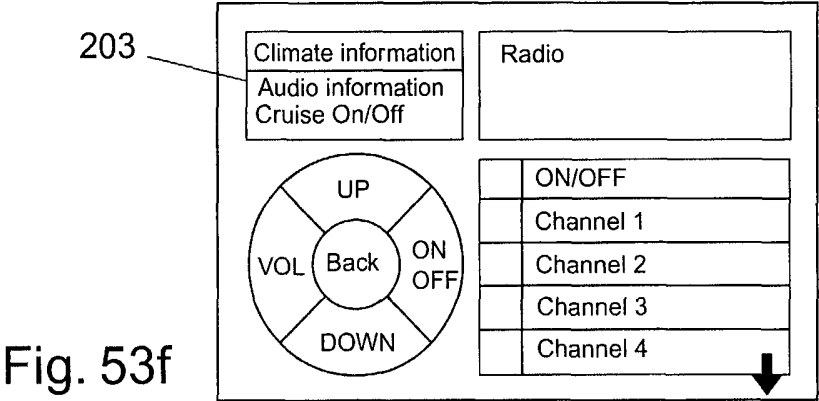 203
Climate information
Audio information
Cruise On/Off
Radio
UP
VOL
Back
ON
OFF
DOWN
ON/OFF
Channel 1
Channel 2
Channel 3
Channel 4
Fig. 53f